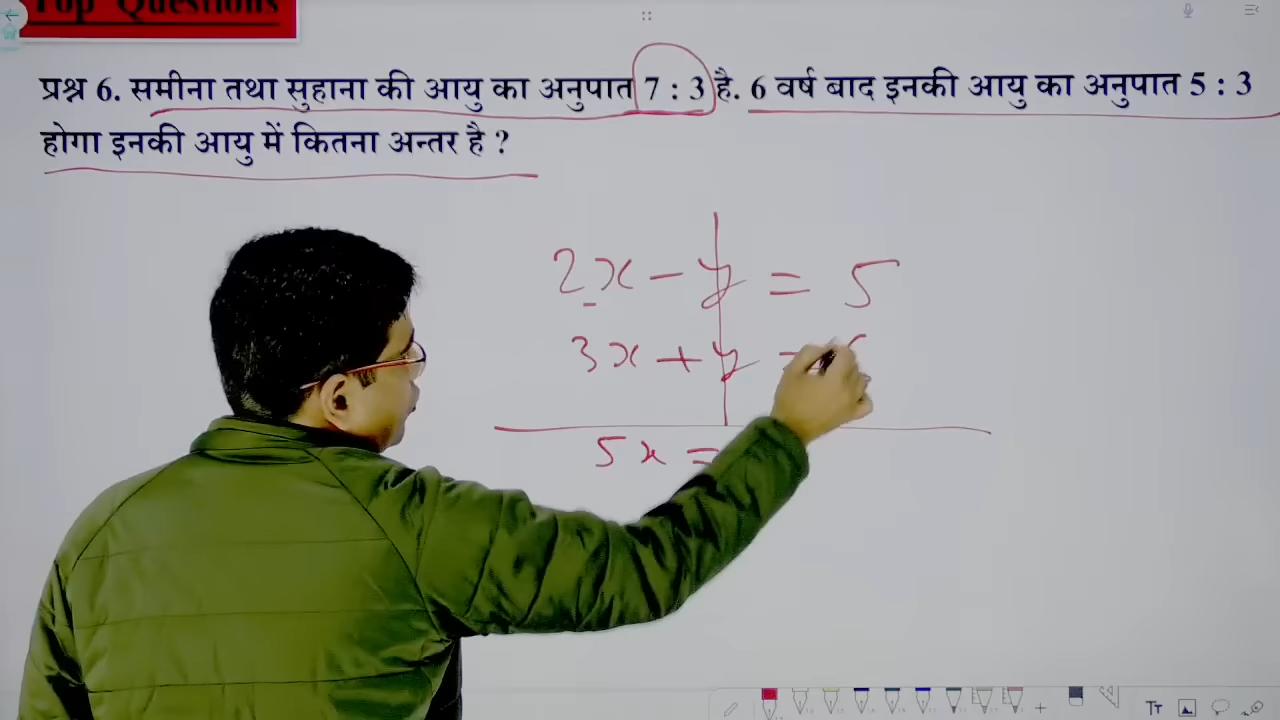 Top Questions
प्रश्न 6. समीना तथा सुहाना की आयु का अनुपात 7 : 3 है. 6 वर्ष बाद इनकी आयु का अनुपात 5 : 3
होगा इनकी आयु में कितना अन्तर है ?
2x - y = 5
3x + y
5x =
Tт